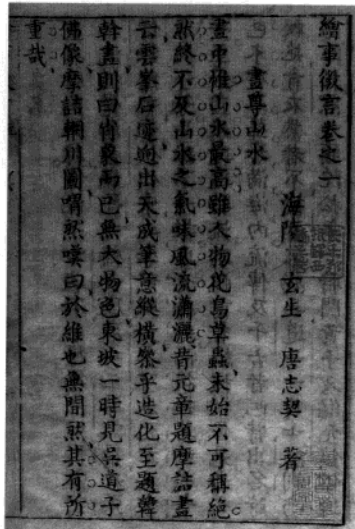 繪事微言卷之一
海陵玄生 唐志契 著
畫尊山水
畫中惟山水最高雖人物花鳥草蟲未始不可稱絕
然終不及山水之氣味風流瀟灑昔元章題摩詰畫
云雲峯石迹迥出天成筆意縱橫參乎造化至題韓
幹畫則曰肖象而已無大物色東坡一時見吳道子
佛像摩詰輞川圖喟然嘆曰於維也無間然其有所
重哉